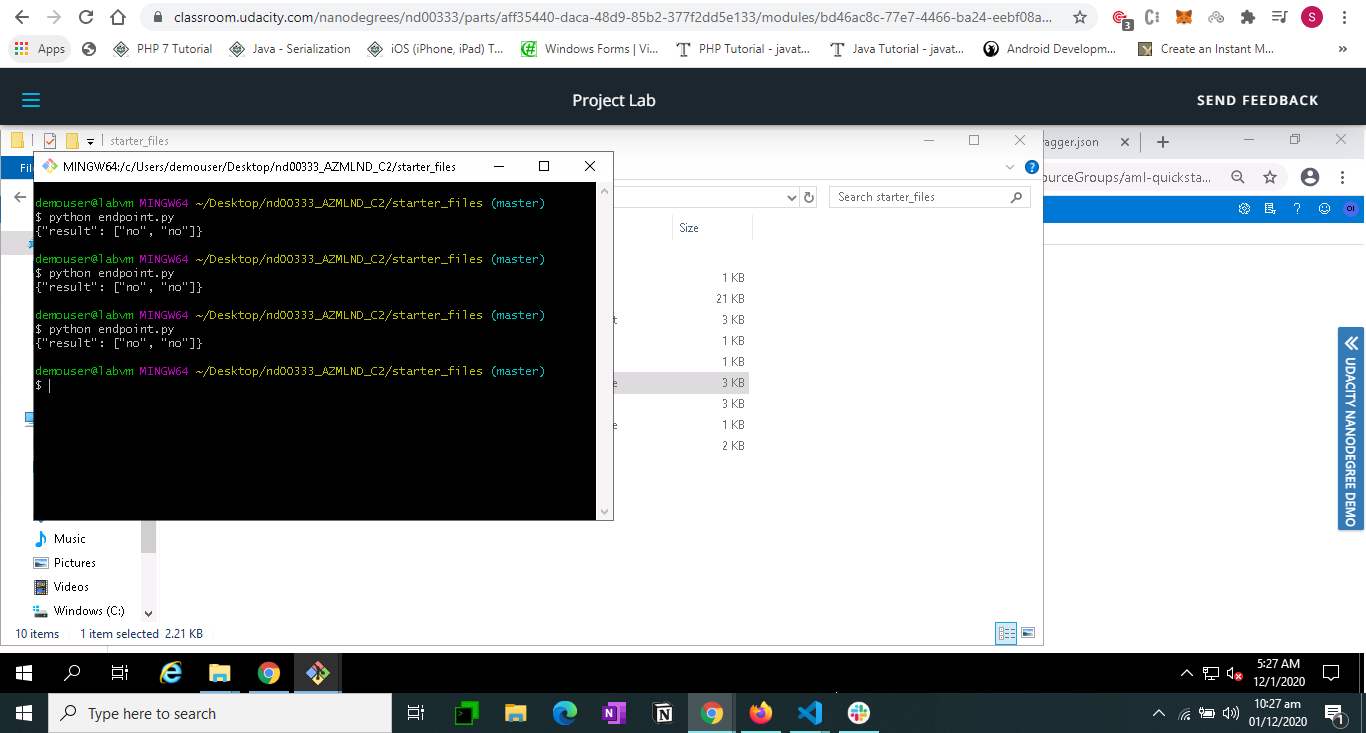 classroom.udacity.com/nanodegrees/nd00333/parts/aff35440-daca-48d9-85b2-377f2dd5e133/modules/bd46ac8c-77e7-4466-ba24-eebf08a...
3
S
Apps
PHP 7 Tutorial
Java - Serialization
iOS (iPhone, iPad) T...
Windows Forms | Vi...
PHP Tutorial - javat...
Java Tutorial - javat...
Android Developm...
Create an Instant M...
Project Lab
SEND FEEDBACK
starter_files
agger.json
MINGW64:/c/Users/demouser/Desktop/nd00333_AZMLND_C2/starter_files
ourceGroups/aml-quicksta...
Search starter_files
OI
Size
demouser@labvm MINGW64 ~/Desktop/nd00333_AZMLND_C2/starter_files (master)
$ python endpoint.py
{"result": ["no", "no"]}
demouser@labvm MINGW64 ~/Desktop/nd00333_AZMLND_C2/starter_files (master)
$ python endpoint.py
{"result": ["no", "no"]}
demouser@labvm MINGW64 ~/Desktop/nd00333_AZMLND_C2/starter_files (master)
$ python endpoint.py
{"result": ["no", "no"]}
demouser@labvm MINGW64 ~/Desktop/nd00333_AZMLND_C2/starter_files (master)
$
1 KB
21 KB
3 KB
1 KB
1 KB
3 KB
3 KB
1 KB
2 KB
UDACITY NANODEGREE DEMO
Music
Pictures
Videos
Windows (C:)
10 items
1 item selected 2.21 KB
5:27 AM
12/1/2020
Type here to search
10:27 am
01/12/2020
1